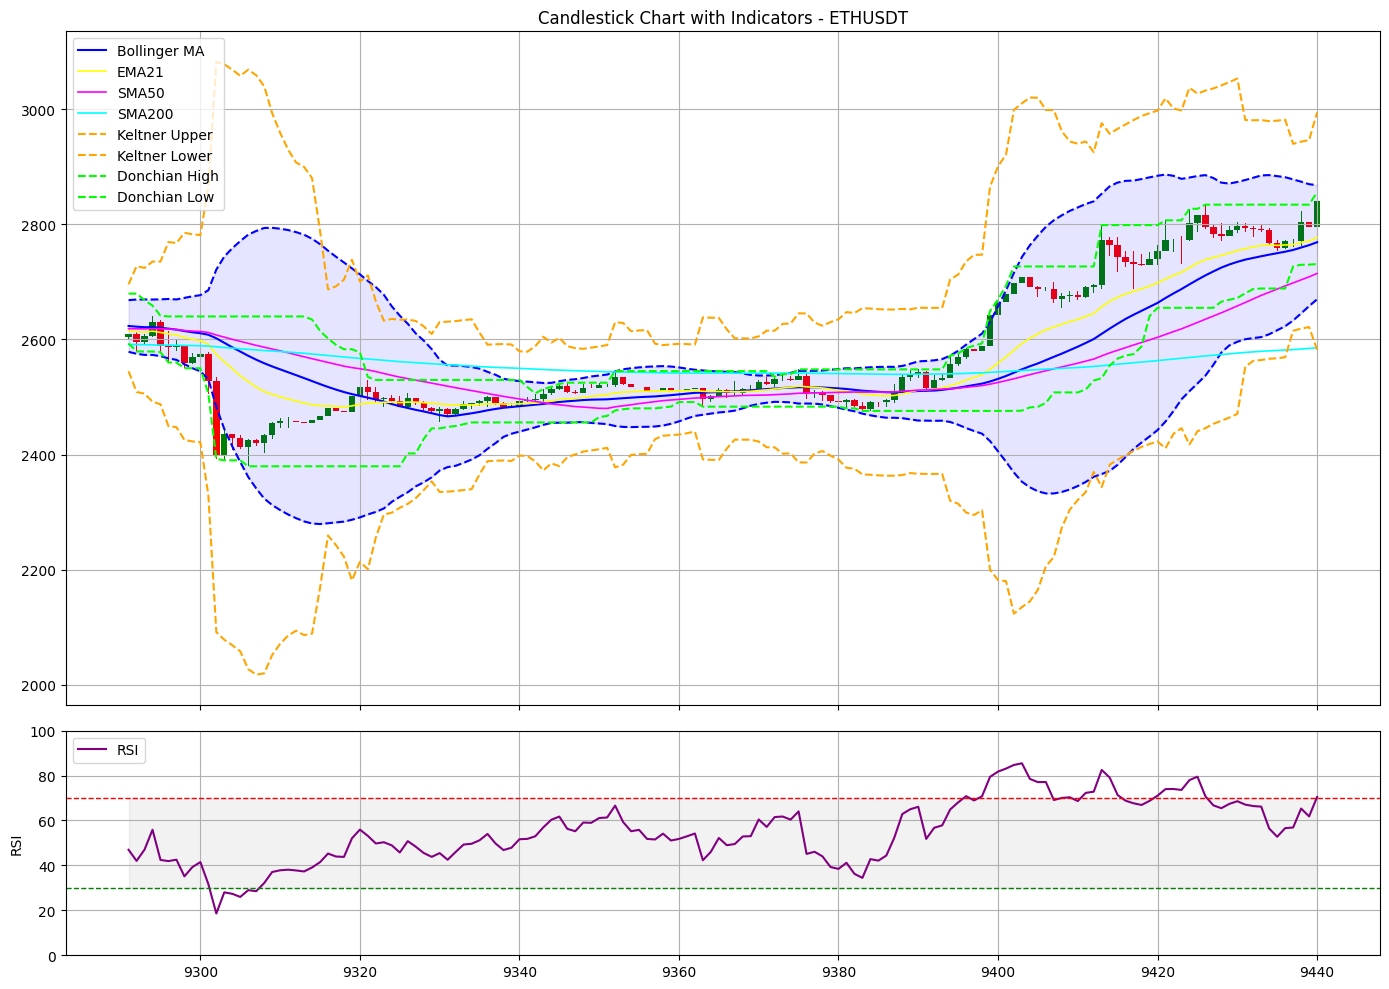 Candlestick Chart with Indicators - ETHUSDT
Bollinger MA
EMA21
SMA50
SMA200
Keltner Upper
Keltner Lower
Donchian High
Donchian Low
3000
2800
2600
2400
2200
2000
RSI
100
80
60
40
20
0
RSI
9300 9320 9340 9360 9380 9400 9420 9440